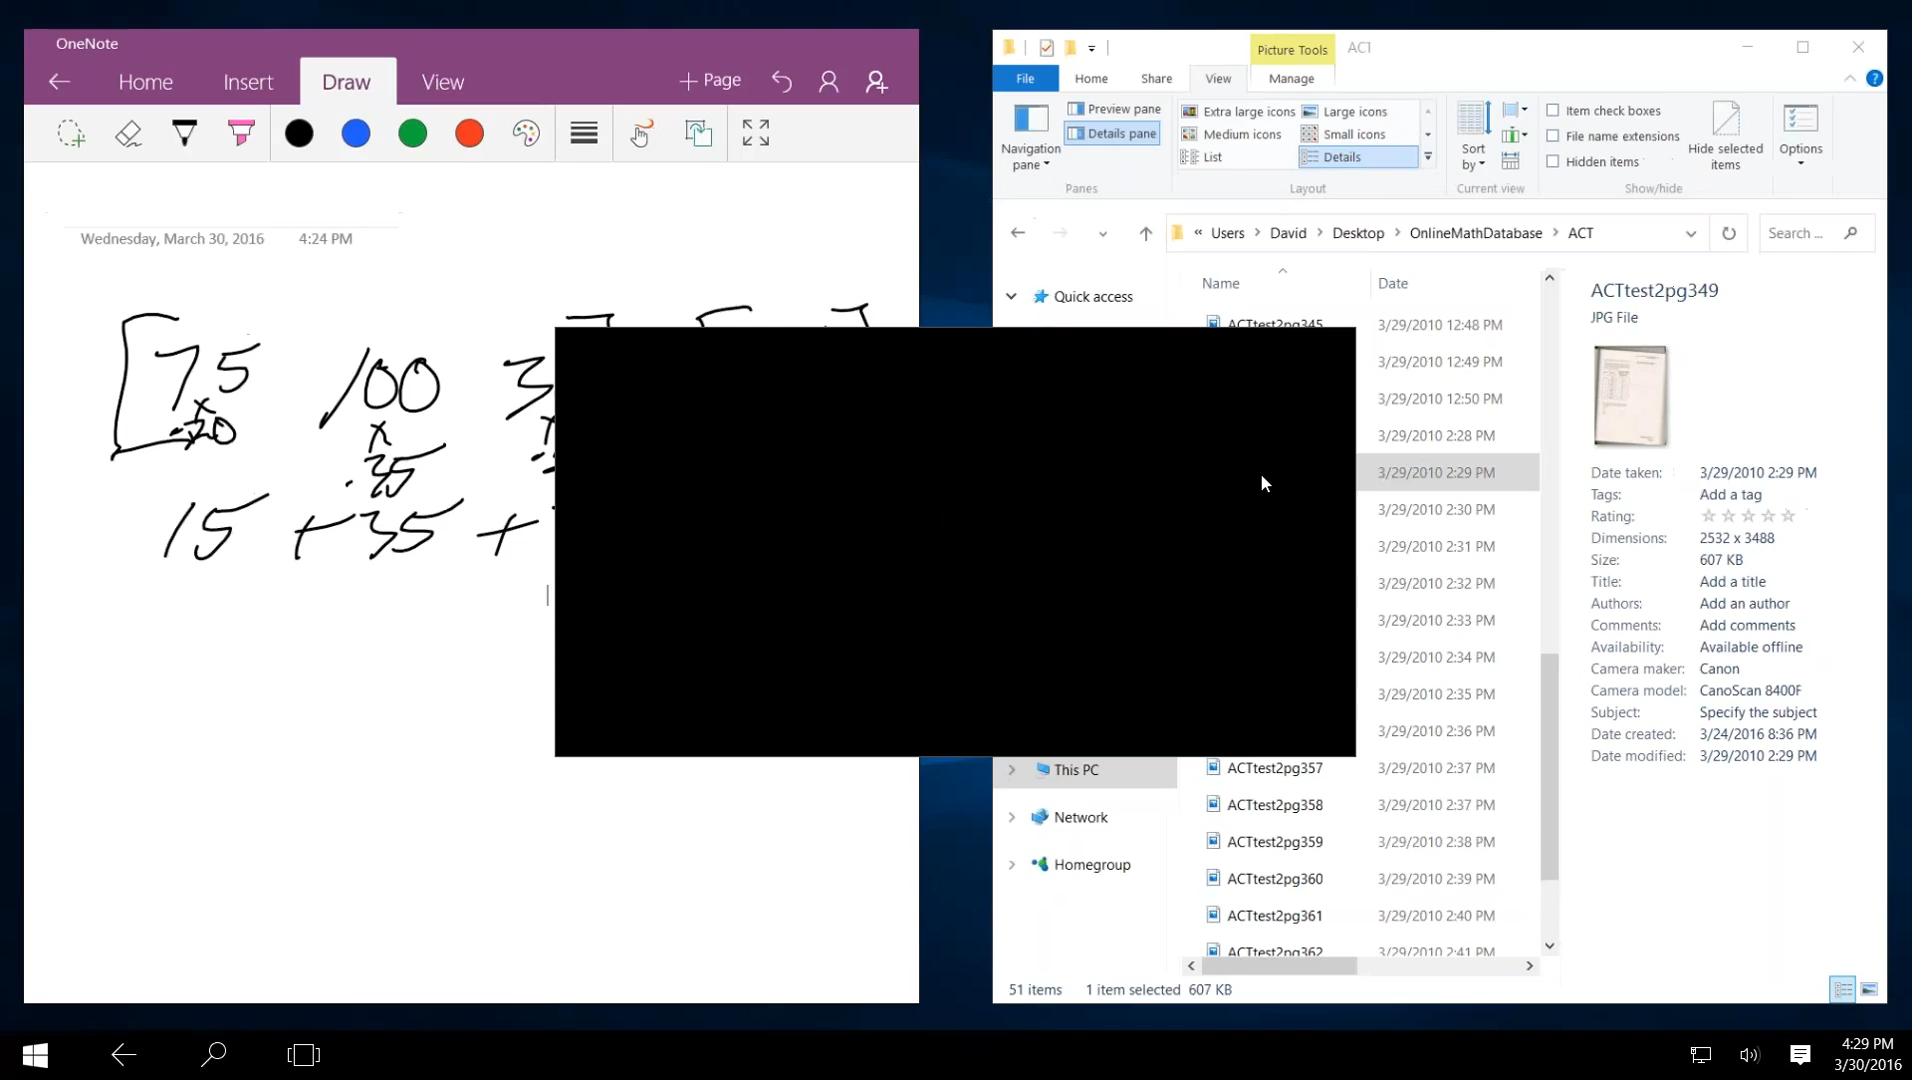 OneNote
Home Insert Draw View
Page
Wednesday, March 30, 2016 4:24 PM
75 100 3
x x x
.20 .35
15 + 35 +
Picture Tools ACT
File Home Share View Manage
Navigation pane
Preview pane
Details pane
Panes
Extra large icons Large icons
Medium icons Small icons
List Details
Layout
Sort by
Current view
Item check boxes
File name extensions
Hidden items
Hide selected items
Show/hide
Options
« Users > David > Desktop > OnlineMathDatabase > ACT
Search ...
Quick access
This PC
Network
Homegroup
Name Date
ACTtest2pg345 3/29/2010 12:48 PM
3/29/2010 12:49 PM
3/29/2010 12:50 PM
3/29/2010 2:28 PM
3/29/2010 2:29 PM
3/29/2010 2:30 PM
3/29/2010 2:31 PM
3/29/2010 2:32 PM
3/29/2010 2:33 PM
3/29/2010 2:34 PM
3/29/2010 2:35 PM
3/29/2010 2:36 PM
ACTtest2pg357 3/29/2010 2:37 PM
ACTtest2pg358 3/29/2010 2:37 PM
ACTtest2pg359 3/29/2010 2:38 PM
ACTtest2pg360 3/29/2010 2:39 PM
ACTtest2pg361 3/29/2010 2:40 PM
ACTtest2pg362 3/29/2010 2:41 PM
ACTtest2pg349
JPG File
Date taken: 3/29/2010 2:29 PM
Tags: Add a tag
Rating:
Dimensions: 2532 x 3488
Size: 607 KB
Title: Add a title
Authors: Add an author
Comments: Add comments
Availability: Available offline
Camera maker: Canon
Camera model: CanoScan 8400F
Subject: Specify the subject
Date created: 3/24/2016 8:36 PM
Date modified: 3/29/2010 2:29 PM
51 items 1 item selected 607 KB
4:29 PM
3/30/2016